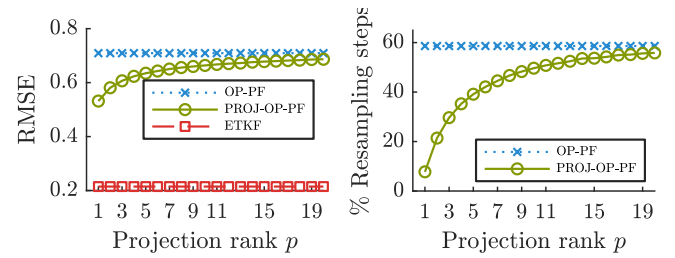 RMSE
0.8
0.6
0.4
0.2
OP-PF
PROJ-OP-PF
ETKF
1 3 5 7 9 11 15 19
Projection rank p
% Resampling steps
60
40
20
0
OP-PF
PROJ-OP-PF
1 3 5 7 9 11 15 19
Projection rank p